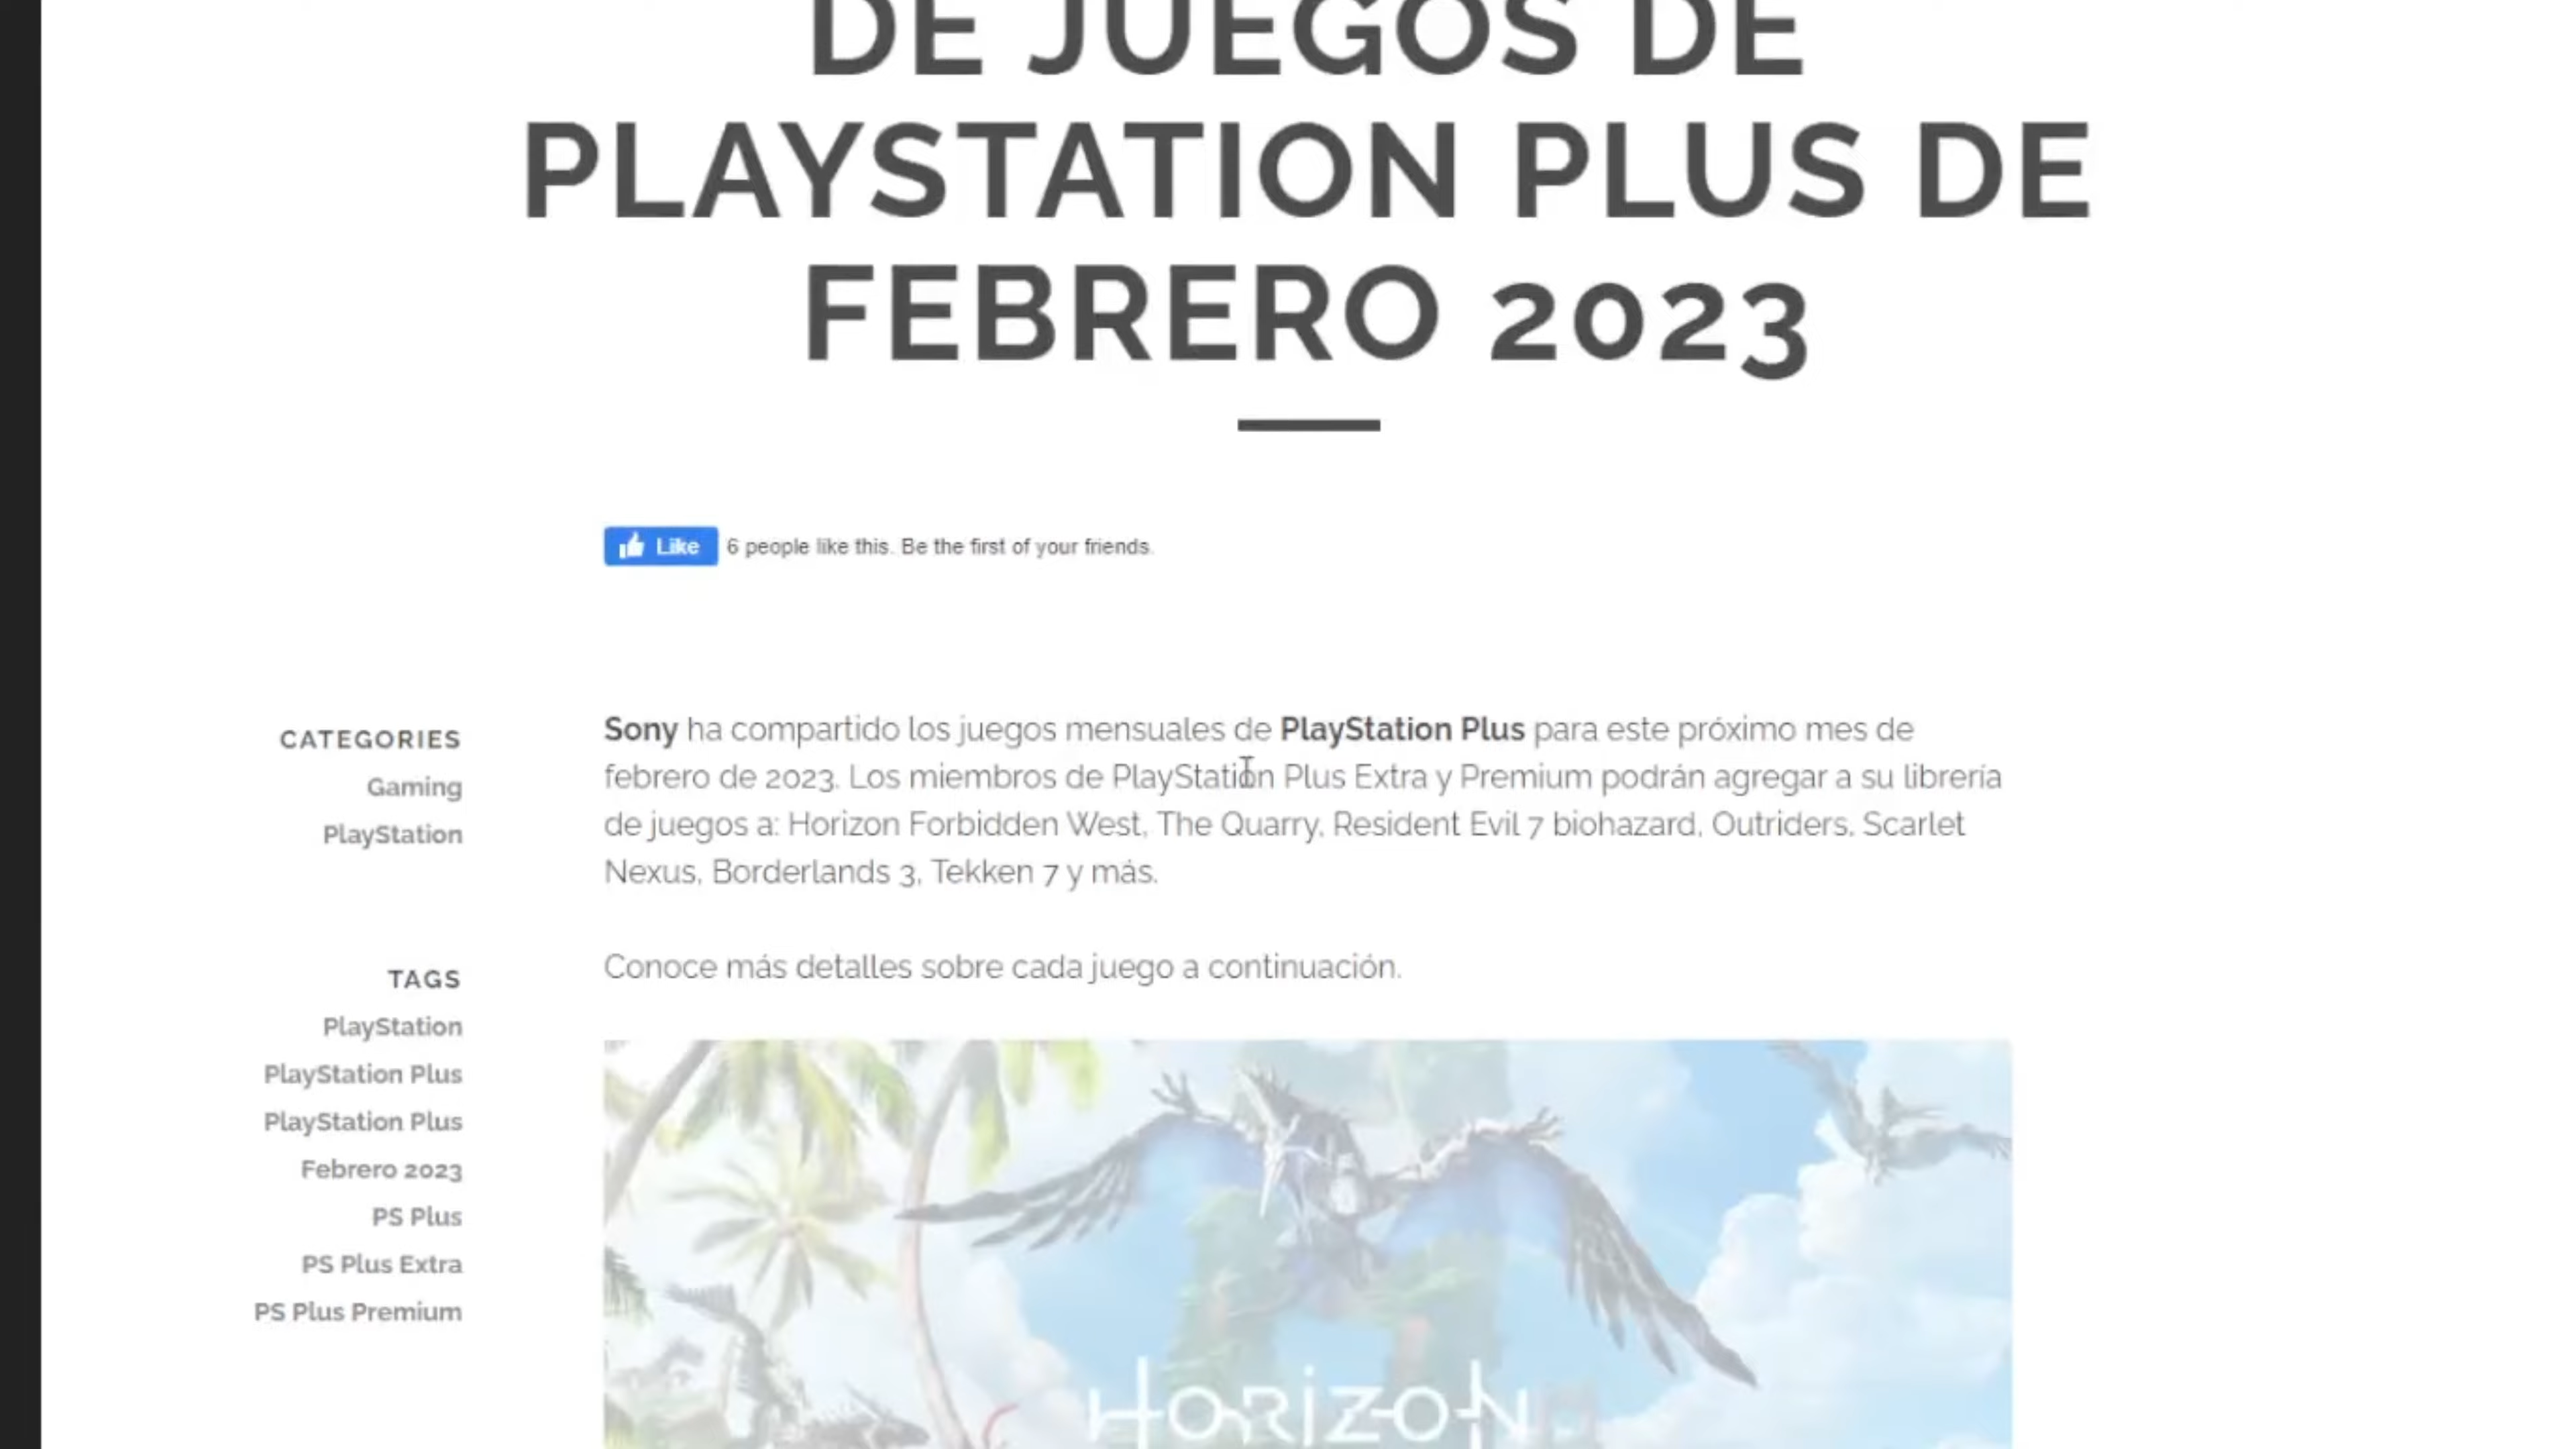 DE JUEGOS DE
PLAYSTATION PLUS DE
FEBRERO 2023
Like 6 people like this. Be the first of your friends.
CATEGORIES
Gaming
PlayStation
TAGS
PlayStation
PlayStation Plus
PlayStation Plus
Febrero 2023
PS Plus
PS Plus Extra
PS Plus Premium
Sony ha compartido los juegos mensuales de PlayStation Plus para este próximo mes de
febrero de 2023. Los miembros de PlayStation Plus Extra y Premium podrán agregar a su librería
de juegos a: Horizon Forbidden West, The Quarry, Resident Evil 7 biohazard, Outriders, Scarlet
Nexus, Borderlands 3, Tekken 7 y más.
Conoce más detalles sobre cada juego a continuación.
HORIZON